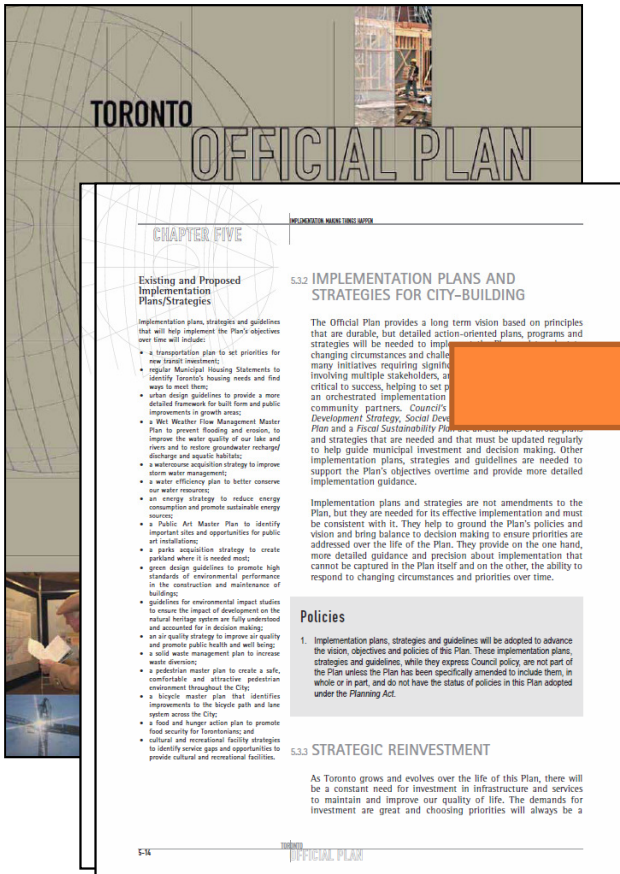 TORONTO
OFFICIAL PLAN
IMPLEMENTATION: MAKING THINGS HAPPEN
CHAPTER FIVE
Existing and Proposed
Implementation
Plans/Strategies
Implementation plans, strategies and guidelines
that will help implement the Plan's objectives
over time will include:
• a transportation plan to set priorities for
new transit investment;
• regular Municipal Housing Statements to
identify Toronto's housing needs and find
ways to meet them;
• urban design guidelines to provide a more
detailed framework for built form and public
improvements in growth areas;
• a Wet Weather Flow Management Master
Plan to prevent flooding and erosion, to
improve the water quality of our lake and
rivers and to restore groundwater recharge/
discharge and aquatic habitats;
• a watercourse acquisition strategy to improve
storm water management;
• a water efficiency plan to better conserve
our water resources;
• an energy strategy to reduce energy
consumption and promote sustainable energy
sources;
• a Public Art Master Plan to identify
important sites and opportunities for public
art installations;
• a parks acquisition strategy to create
parkland where it is needed most;
• green design guidelines to promote high
standards of environmental performance
in the construction and maintenance of
buildings;
• guidelines for environmental impact studies
to ensure the impact of development on the
natural heritage system are fully understood
and accounted for in decision making;
• an air quality strategy to improve air quality
and promote public health and well being;
• a solid waste management plan to increase
waste diversion;
• a pedestrian master plan to create a safe,
comfortable and attractive pedestrian
environment throughout the City;
• a bicycle master plan that identifies
improvements to the bicycle path and lane
system across the City;
• a food and hunger action plan to promote
food security for Torontonians; and
• cultural and recreational facility strategies
to identify service gaps and opportunities to
provide cultural and recreational facilities.
5.3.2 IMPLEMENTATION PLANS AND
STRATEGIES FOR CITY-BUILDING
The Official Plan provides a long term vision based on principles
that are durable, but detailed action-oriented plans, programs and
strategies will be needed to
changing circumstances and
many initiatives requiring
involving multiple stakeholders,
critical to success, helping to set
an orchestrated implementation
community partners. Council's
Development Strategy, Social
Plan and a Fiscal Sustainability
and strategies that are needed and that must be updated regularly
to help guide municipal investment and decision making. Other
implementation plans, strategies and guidelines are needed to
support the Plan's objectives overtime and provide more detailed
implementation guidance.
Implementation plans and strategies are not amendments to the
Plan, but they are needed for its effective implementation and must
be consistent with it. They help to ground the Plan's policies and
vision and bring balance to decision making to ensure priorities are
addressed over the life of the Plan. They provide on the one hand,
more detailed guidance and precision about implementation that
cannot be captured in the Plan itself and on the other, the ability to
respond to changing circumstances and priorities over time.
Policies
1. Implementation plans, strategies and guidelines will be adopted to advance
the vision, objectives and policies of this Plan. These implementation plans,
strategies and guidelines, while they express Council policy, are not part of
the Plan unless the Plan has been specifically amended to include them, in
whole or in part, and do not have the status of policies in this Plan adopted
under the Planning Act.
5.3.3 STRATEGIC REINVESTMENT
As Toronto grows and evolves over the life of this Plan, there will
be a constant need for investment in infrastructure and services
to maintain and improve our quality of life. The demands for
investment are great and choosing priorities will always be a
5-14
TORONTO
OFFICIAL PLAN